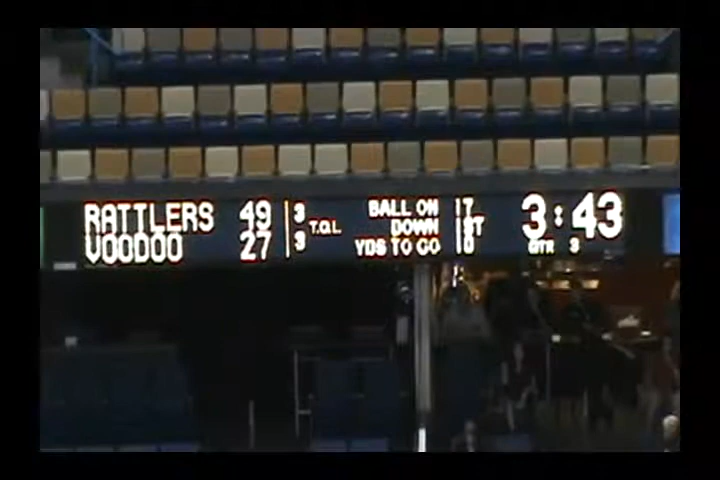 RATTLERS 49 3 T.O.L. BALL ON 17 3:43
VOODOO 27 3 DOWN 1ST QTR 3
YDS TO GO 10